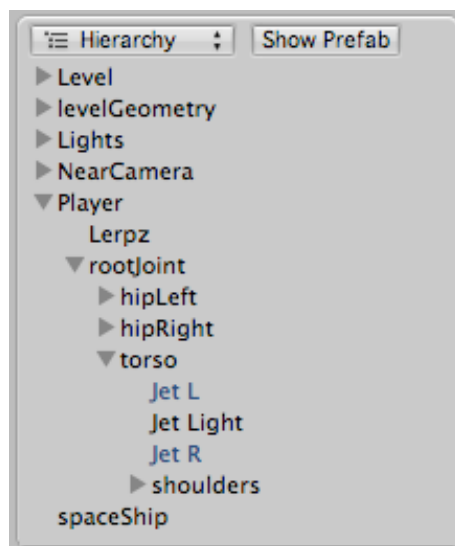 Hierarchy Show Prefab
Level
levelGeometry
Lights
NearCamera
Player
Lerpz
rootJoint
hipLeft
hipRight
torso
Jet L
Jet Light
Jet R
shoulders
spaceShip